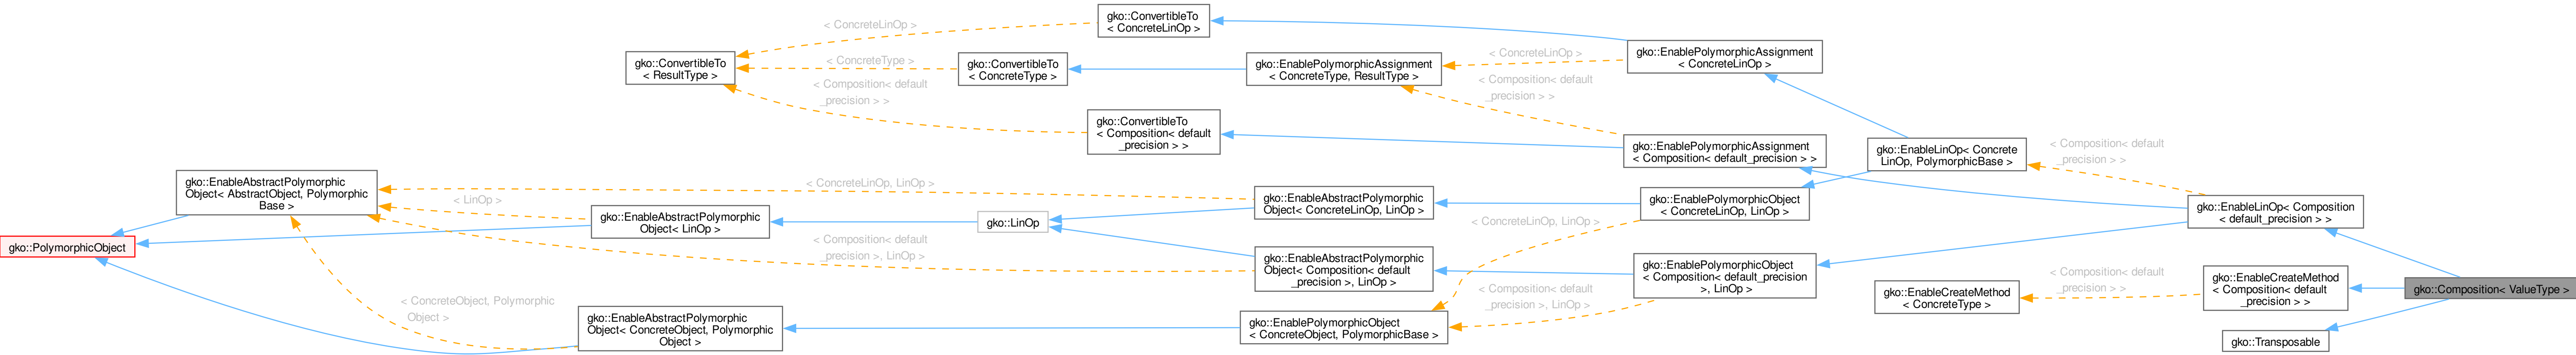 gko::PolymorphicObject
gko::EnableAbstractPolymorphic
Object< AbstractObject, Polymorphic
Base >
< ConcreteObject, Polymorphic
Object >
< LinOp >
gko::EnableAbstractPolymorphic
Object< LinOp >
gko::EnableAbstractPolymorphic
Object< ConcreteObject, Polymorphic
Object >
gko::ConvertibleTo
< ResultType >
< ConcreteLinOp >
< ConcreteType >
< Composition< default
_precision > >
< ConcreteLinOp, LinOp >
< Composition< default
_precision >, LinOp >
gko::LinOp
gko::ConvertibleTo
< ConcreteLinOp >
gko::ConvertibleTo
< ConcreteType >
gko::ConvertibleTo
< Composition< default
_precision > >
gko::EnablePolymorphicAssignment
< ConcreteType, ResultType >
gko::EnableAbstractPolymorphic
Object< ConcreteLinOp, LinOp >
gko::EnableAbstractPolymorphic
Object< Composition< default
_precision >, LinOp >
gko::EnablePolymorphicObject
< ConcreteObject, PolymorphicBase >
< ConcreteLinOp >
< Composition< default
_precision > >
< ConcreteLinOp, LinOp >
< Composition< default
_precision >, LinOp >
gko::EnablePolymorphicAssignment
< ConcreteLinOp >
gko::EnablePolymorphicAssignment
< Composition< default_precision > >
gko::EnablePolymorphicObject
< ConcreteLinOp, LinOp >
gko::EnablePolymorphicObject
< Composition< default_precision
>, LinOp >
gko::EnableLinOp< Concrete
LinOp, PolymorphicBase >
gko::EnableCreateMethod
< ConcreteType >
< Composition< default
_precision > >
< Composition< default
_precision > >
gko::EnableLinOp< Composition
< default_precision > >
gko::EnableCreateMethod
< Composition< default
_precision > >
gko::Transposable
gko::Composition< ValueType >